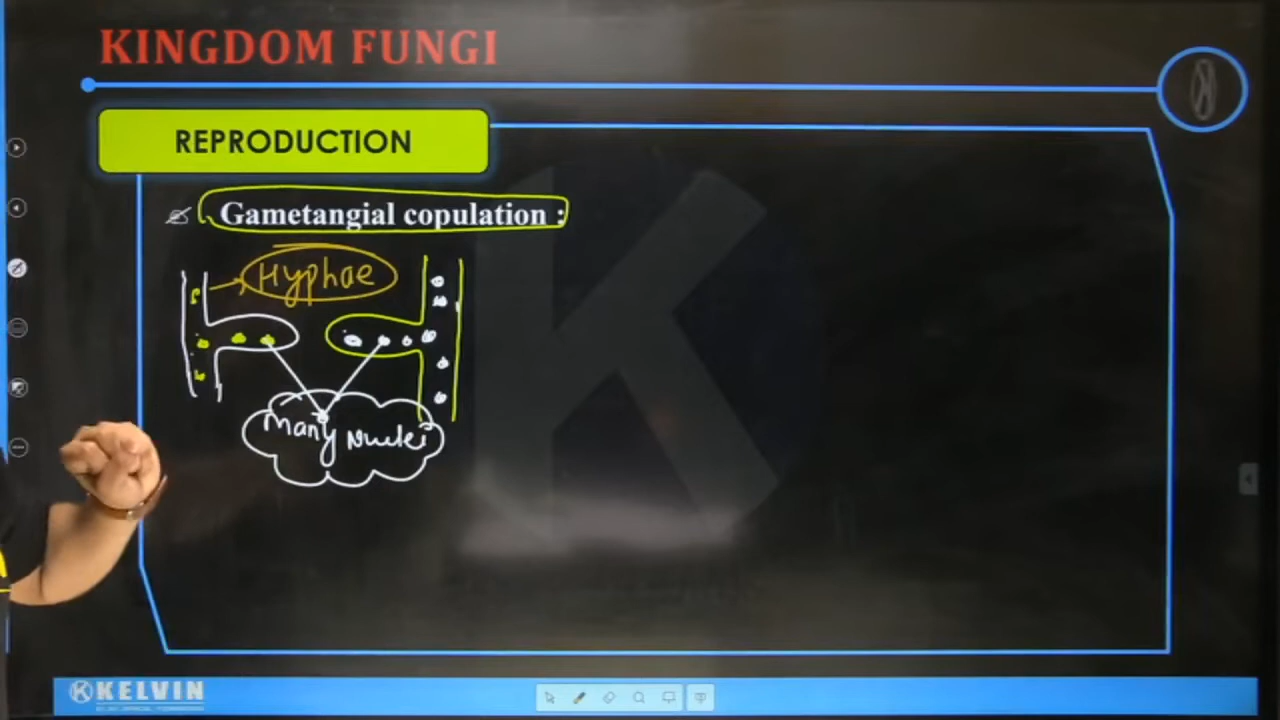 KINGDOM FUNGI
REPRODUCTION
Gametangial copulation :
Hyphae
Many Nuclei
KELVIN